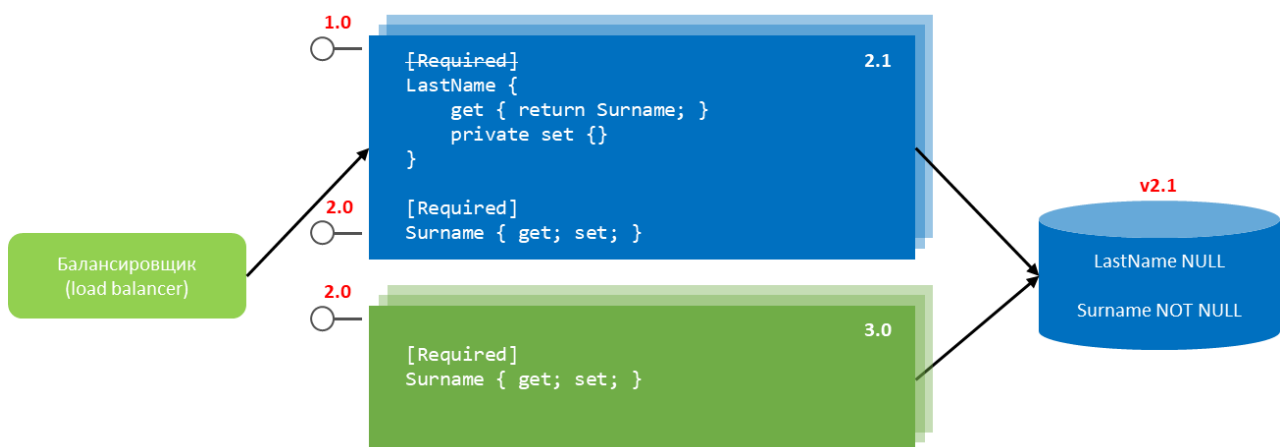 1.0
[Required]
2.1
LastName {
get { return Surname; }
private set {}
}
2.0
[Required]
Surname { get; set; }
Балансировщик
(load balancer)
v2.1
LastName NULL
Surname NOT NULL
2.0
3.0
[Required]
Surname { get; set; }